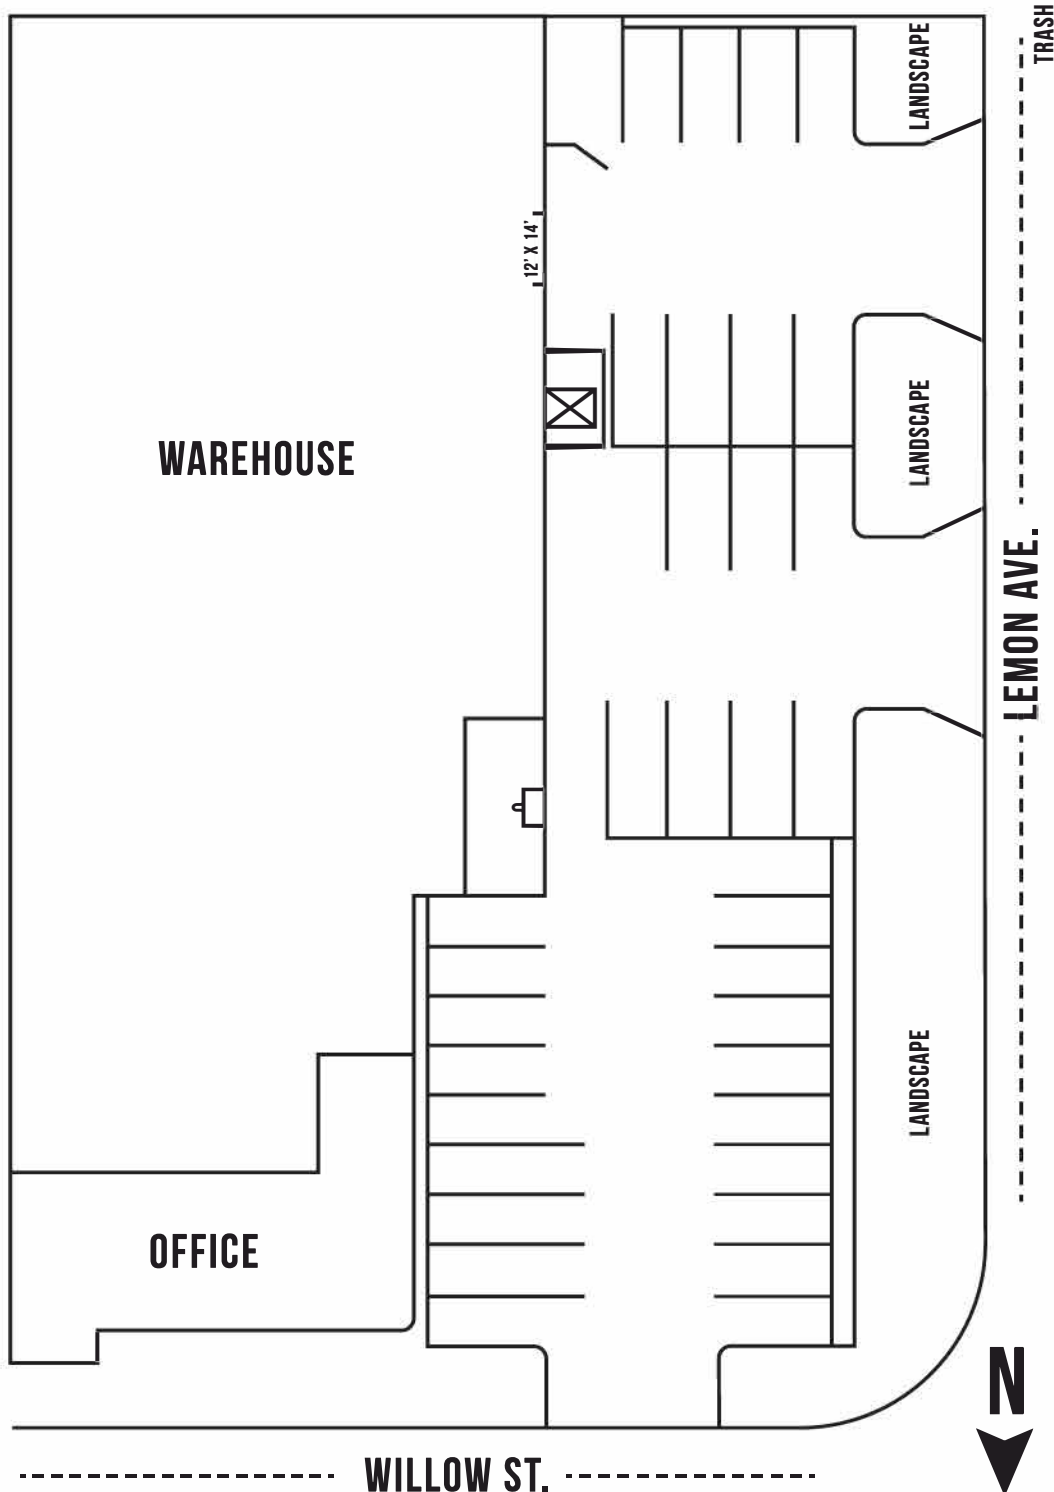 TRASH
LANDSCAPE
12' X 14'
LANDSCAPE
WAREHOUSE
LEMON AVE.
LANDSCAPE
OFFICE
N
WILLOW ST.